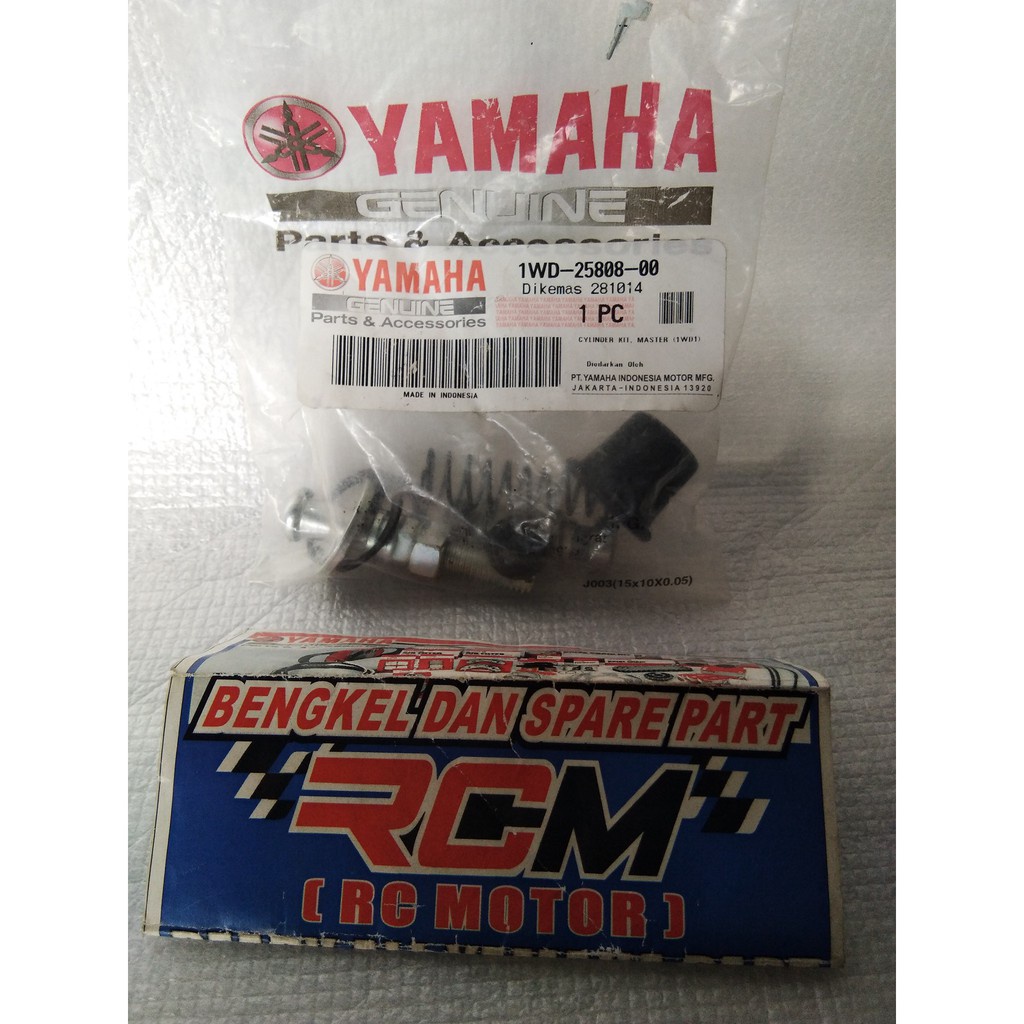 YAMAHA
GENUINE
Parts & Accessories
YAMAHA
GENUINE
Parts & Accessories
1WD-25808-00
Dikemas 281014
1 PC
CYLINDER KIT, MASTER (1WD1)
Diedarkan Oleh
PT.YAMAHA INDONESIA MOTOR MFG.
JAKARTA-INDONESIA 13920
MADE IN INDONESIA
J003(15x10X0.05)
YAMAHA
BENGKEL DAN SPARE PART
RCM
( RC MOTOR )